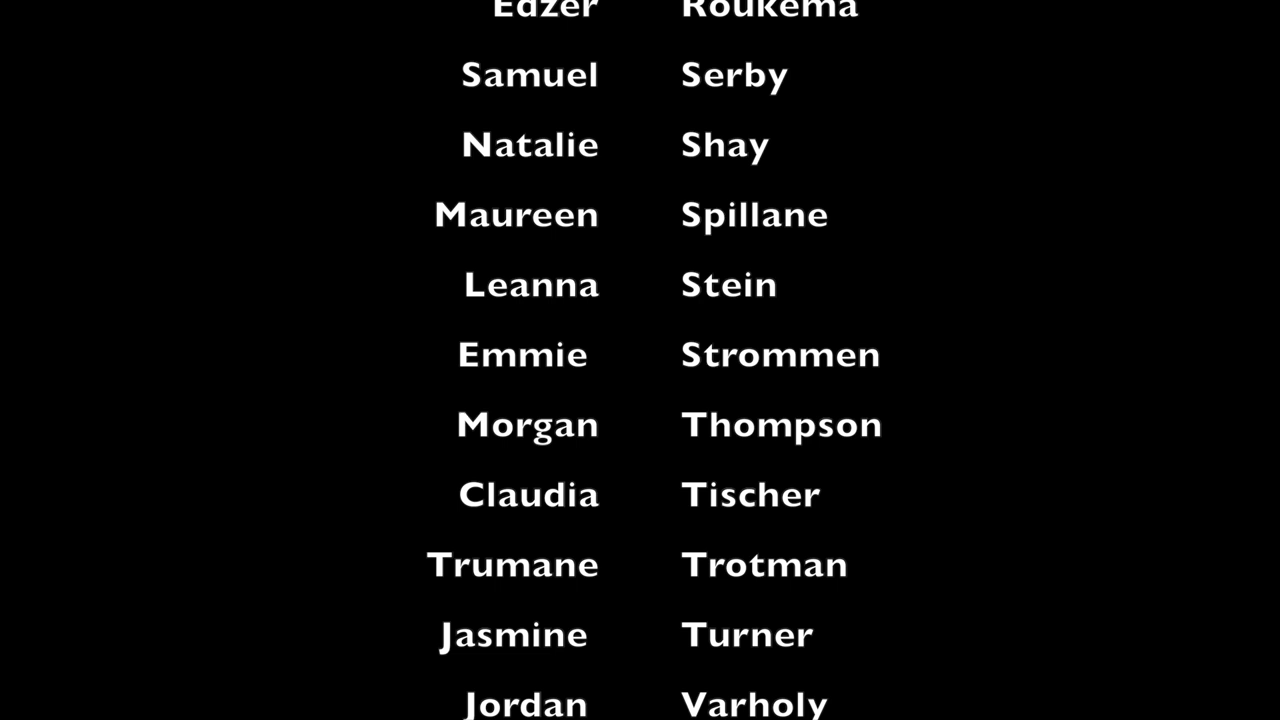 Edzer Roukema
Samuel Serby
Natalie Shay
Maureen Spillane
Leanna Stein
Emmie Strommen
Morgan Thompson
Claudia Tischer
Trumane Trotman
Jasmine Turner
Jordan Varholy